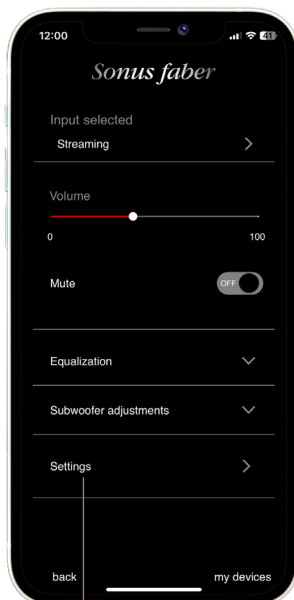 12:00 41
Sonus faber
Input selected
Streaming
Volume
0 100
Mute OFF
Equalization
Subwoofer adjustments
Settings
back my devices